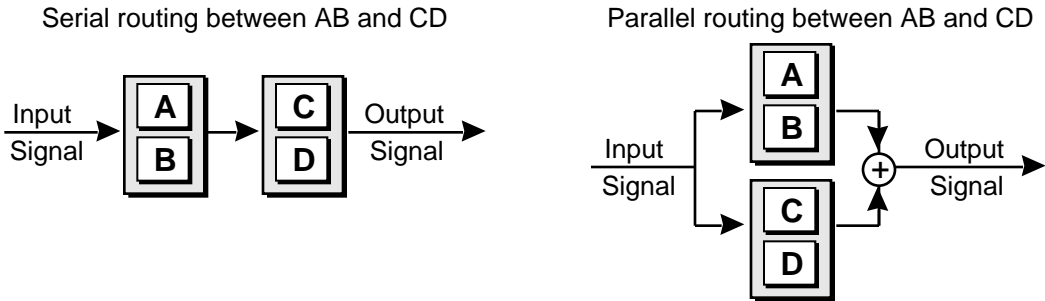 Serial routing between AB and CD
Input
Signal
A
B
C
D
Output
Signal
Parallel routing between AB and CD
Input
Signal
A
B
C
D
+
Output
Signal